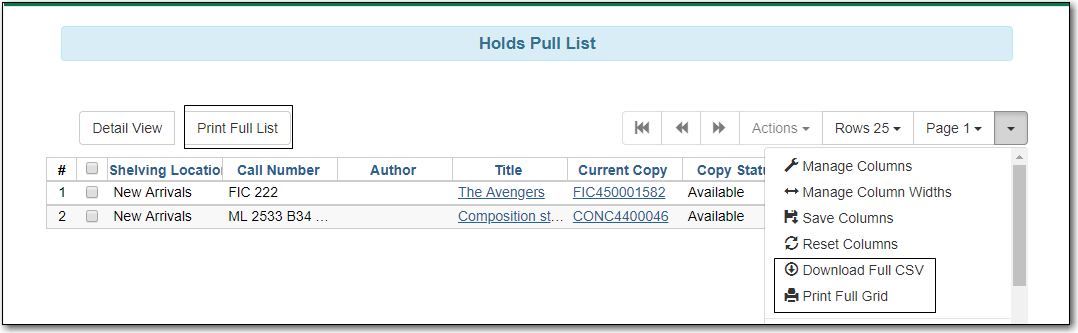 Holds Pull List
Detail View Print Full List Actions Rows 25 Page 1
# Shelving Location Call Number Author Title Current Copy Copy Statu
1 New Arrivals FIC 222 The Avengers FIC450001582 Available
2 New Arrivals ML 2533 B34 ... Composition st... CONC4400046 Available
Manage Columns
Manage Column Widths
Save Columns
Reset Columns
Download Full CSV
Print Full Grid